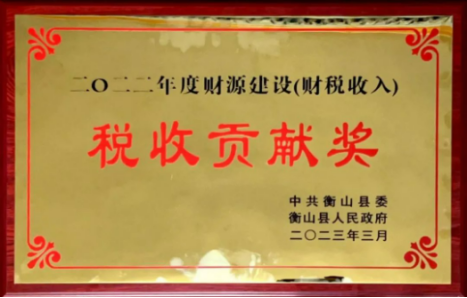 二〇二二年度财源建设(财税收入)
税收贡献奖
中共衡山县委
衡山县人民政府
二〇二三年三月